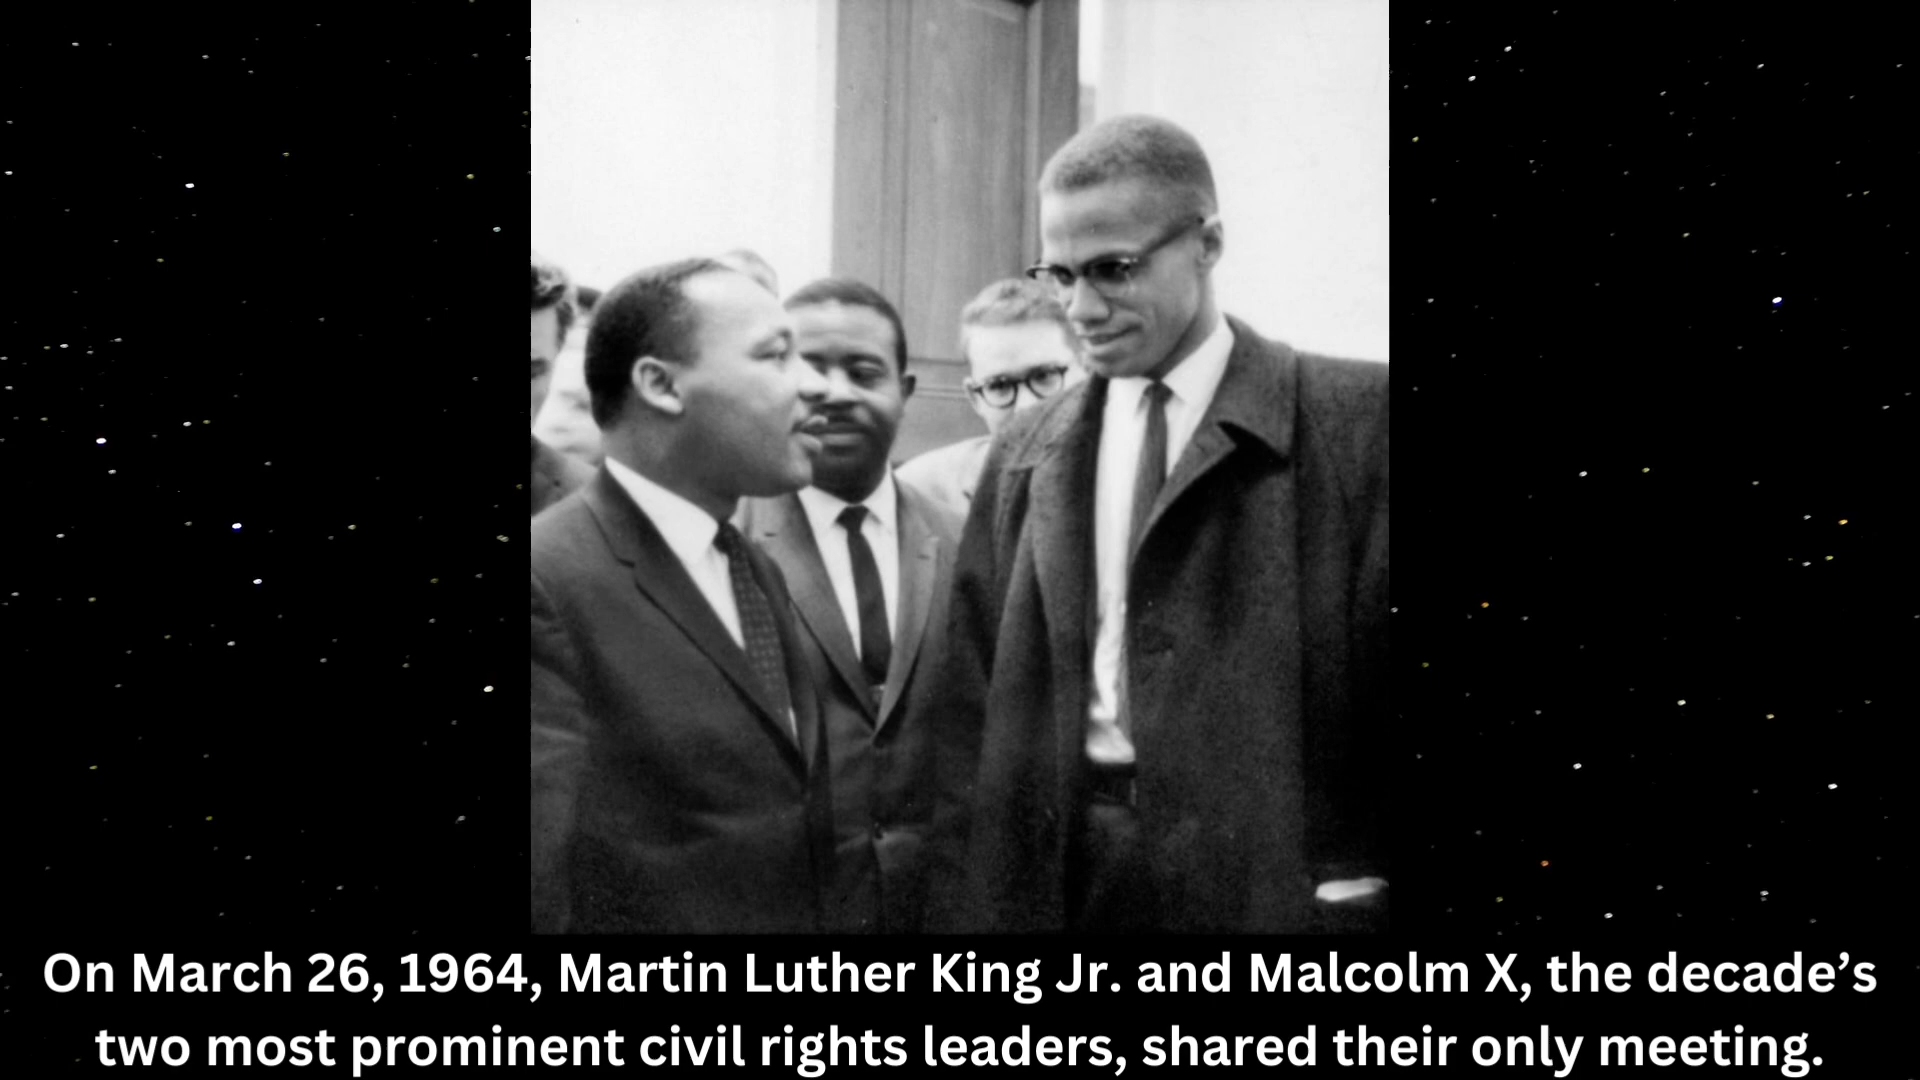 On March 26, 1964, Martin Luther King Jr. and Malcolm X, the decade’s
two most prominent civil rights leaders, shared their only meeting.